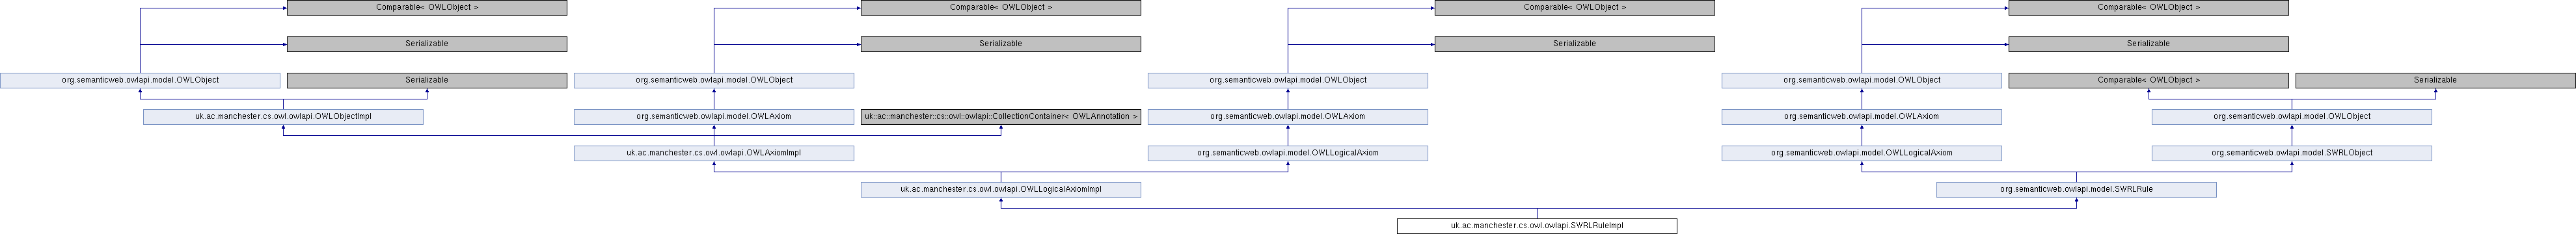 Comparable< OWLObject >
Comparable< OWLObject >
Comparable< OWLObject >
Comparable< OWLObject >
Serializable
Serializable
Serializable
Serializable
org.semanticweb.owlapi.model.OWLObject
Serializable
org.semanticweb.owlapi.model.OWLObject
org.semanticweb.owlapi.model.OWLObject
org.semanticweb.owlapi.model.OWLObject
Comparable< OWLObject >
Serializable
uk.ac.manchester.cs.owl.owlapi.OWLObjectImpl
org.semanticweb.owlapi.model.OWLAxiom
uk::ac::manchester::cs::owl::owlapi::CollectionContainer< OWLAnnotation >
org.semanticweb.owlapi.model.OWLAxiom
org.semanticweb.owlapi.model.OWLAxiom
org.semanticweb.owlapi.model.OWLObject
uk.ac.manchester.cs.owl.owlapi.OWLAxiomImpl
org.semanticweb.owlapi.model.OWLLogicalAxiom
org.semanticweb.owlapi.model.OWLLogicalAxiom
org.semanticweb.owlapi.model.SWRLObject
uk.ac.manchester.cs.owl.owlapi.OWLLogicalAxiomImpl
org.semanticweb.owlapi.model.SWRLRule
uk.ac.manchester.cs.owl.owlapi.SWRLRuleImpl